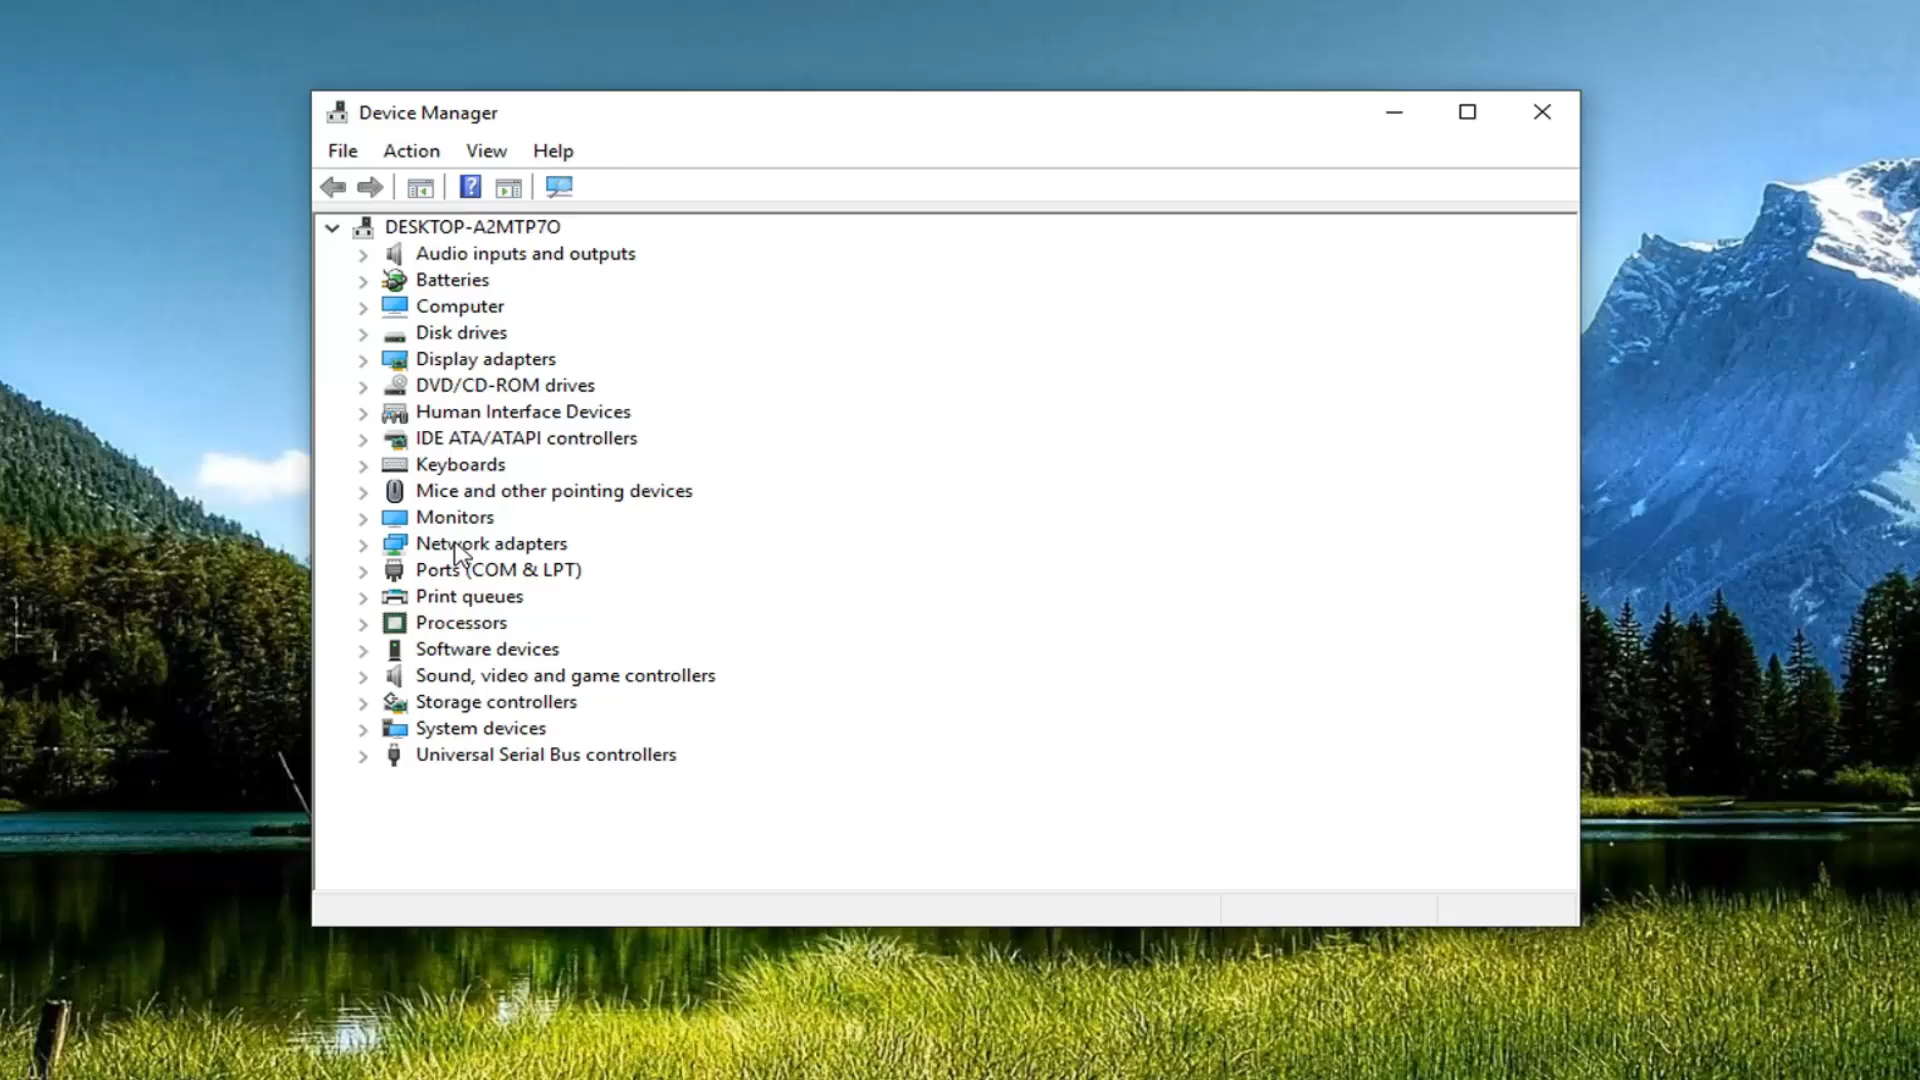 Device Manager
File Action View Help
?
DESKTOP-A2MTP7O
Audio inputs and outputs
Batteries
Computer
Disk drives
Display adapters
DVD/CD-ROM drives
Human Interface Devices
IDE ATA/ATAPI controllers
Keyboards
Mice and other pointing devices
Monitors
Network adapters
Ports (COM & LPT)
Print queues
Processors
Software devices
Sound, video and game controllers
Storage controllers
System devices
Universal Serial Bus controllers